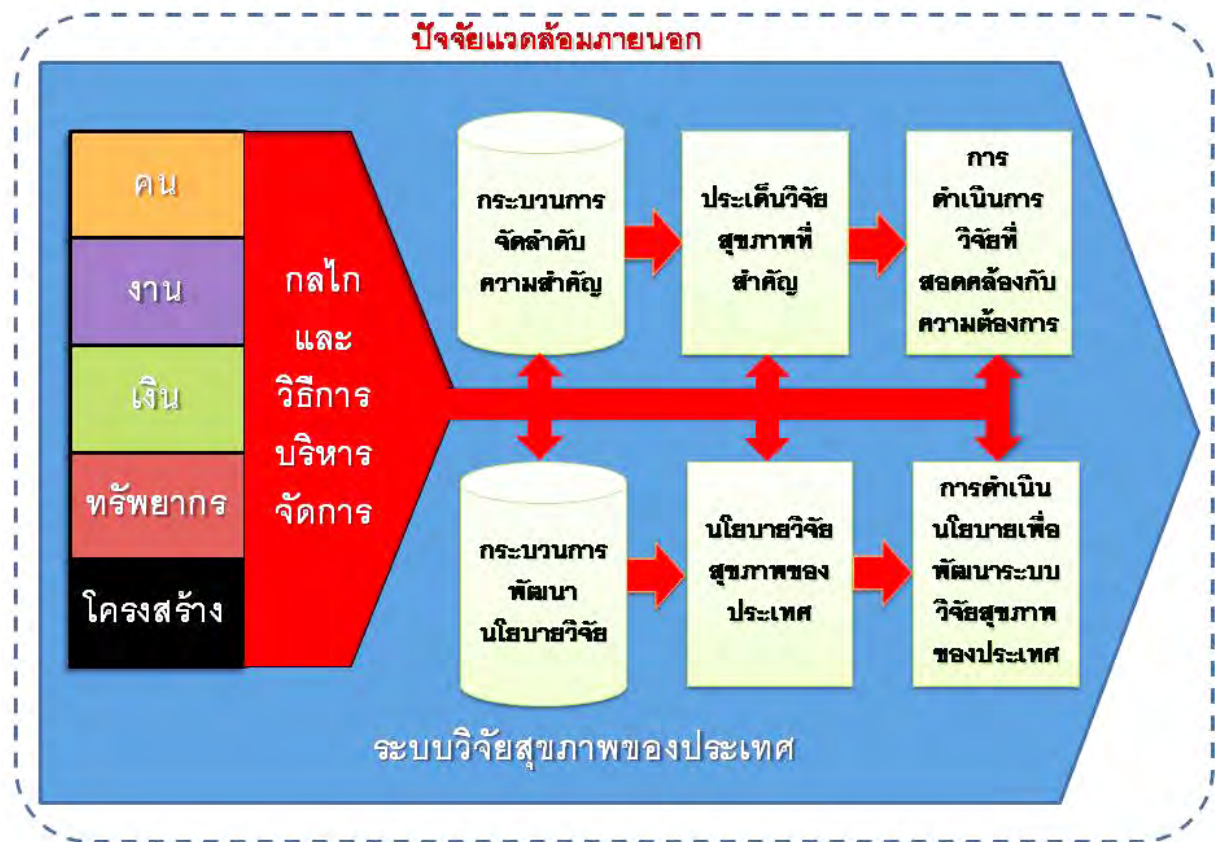 ปัจจัยแวดล้อมภายนอก
คน
งาน
เงิน
ทรัพยากร
โครงสร้าง
กลไก
และ
วิธีการ
บริหาร
จัดการ
กระบวนการ
จัดลำดับ
ความสำคัญ
ประเด็นวิจัย
สุขภาพที่
สำคัญ
การ
ดำเนินการ
วิจัยที่
สอดคล้องกับ
ความต้องการ
กระบวนการ
พัฒนา
นโยบายวิจัย
นโยบายวิจัย
สุขภาพของ
ประเทศ
การดำเนิน
นโยบายเพื่อ
พัฒนาระบบ
วิจัยสุขภาพ
ของประเทศ
ระบบวิจัยสุขภาพของประเทศ